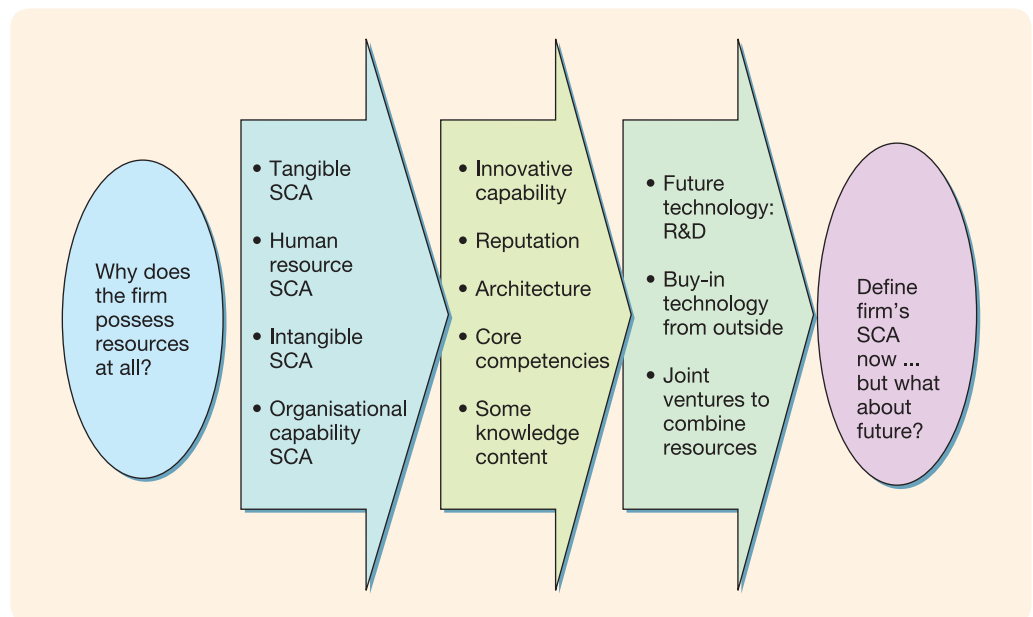 Why does
the firm
possess
resources
at all?
• Tangible
SCA
• Human
resource
SCA
• Intangible
SCA
• Organisational
capability
SCA
• Innovative
capability
• Reputation
• Architecture
• Core
competencies
• Some
knowledge
content
• Future
technology:
R&D
• Buy-in
technology
from outside
• Joint
ventures to
combine
resources
Define
firm's
SCA
now ...
but what
about
future?